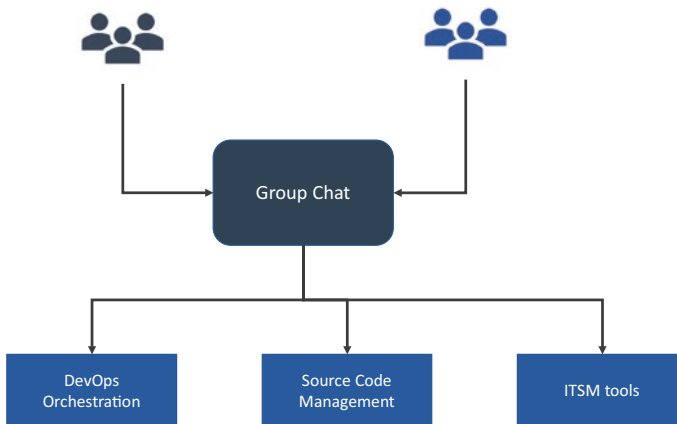 Group Chat
DevOps
Orchestration
Source Code
Management
ITSM tools